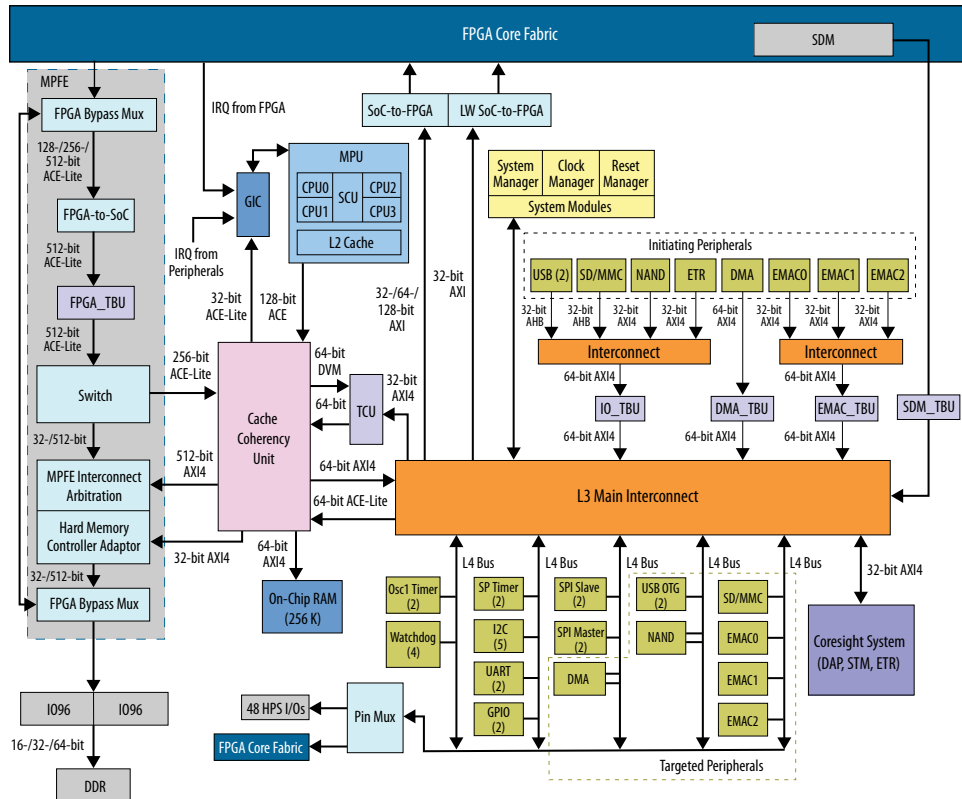 FPGA Core Fabric
SDM
MPFE
FPGA Bypass Mux
128-/256-/
512-bit
ACE-Lite
FPGA-to-SoC
512-bit
ACE-Lite
FPGA_TBU
512-bit
ACE-Lite
Switch
32-/512-bit
MPFE Interconnect
Arbitration
Hard Memory
Controller Adaptor
32-/512-bit
FPGA Bypass Mux
IO96
IO96
16-/32-/64-bit
DDR
IRQ from FPGA
GIC
IRQ from
Peripherals
MPU
CPU0
CPU1
SCU
CPU2
CPU3
L2 Cache
32-bit
ACE-Lite
128-bit
ACE
256-bit
ACE-Lite
Cache
Coherency
Unit
64-bit
DVM
64-bit
TCU
32-bit
AXI4
512-bit
AXI4
32-bit AXI4
64-bit
AXI4
On-Chip RAM
(256 K)
64-bit AXI4
64-bit ACE-Lite
SoC-to-FPGA
LW SoC-to-FPGA
32-/64-/
128-bit
AXI
32-bit
AXI
System
Manager
Clock
Manager
Reset
Manager
System Modules
Initiating Peripherals
USB (2)
SD/MMC
NAND
ETR
DMA
EMAC0
EMAC1
EMAC2
32-bit
AHB
32-bit
AHB
32-bit
AXI4
32-bit
AXI4
64-bit
AXI4
32-bit
AXI4
32-bit
AXI4
32-bit
AXI4
Interconnect
Interconnect
64-bit AXI4
64-bit AXI4
IO_TBU
DMA_TBU
EMAC_TBU
SDM_TBU
64-bit AXI4
64-bit AXI4
64-bit AXI4
L3 Main Interconnect
L4 Bus
L4 Bus
L4 Bus
L4 Bus
L4 Bus
32-bit AXI4
Osc1 Timer
(2)
Watchdog
(4)
SP Timer
(2)
I2C
(5)
UART
(2)
GPIO
(2)
SPI Slave
(2)
SPI Master
(2)
DMA
USB OTG
(2)
NAND
SD/MMC
EMAC0
EMAC1
EMAC2
Coresight System
(DAP, STM, ETR)
48 HPS I/Os
Pin Mux
FPGA Core Fabric
Targeted Peripherals